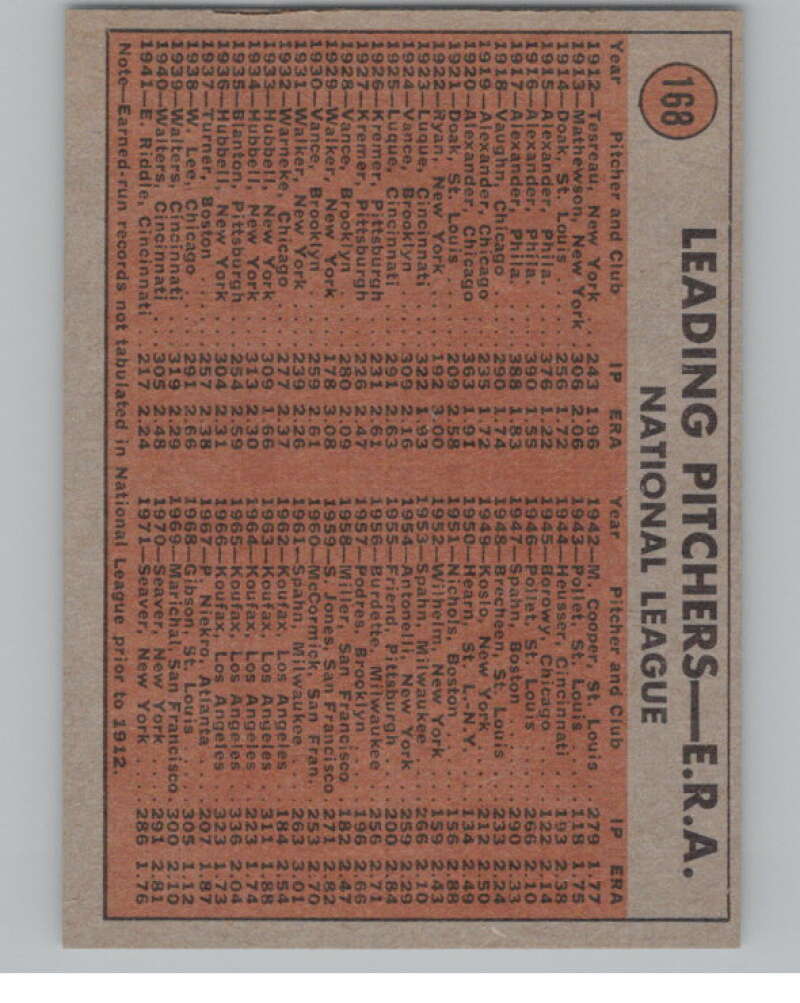 168
LEADING PITCHERS—E.R.A.
NATIONAL LEAGUE
Year Pitcher and Club IP ERA
1912—Tesreau, New York .. 243 1.96
1913—Mathewson, New York 306 2.06
1914—Doak, St. Louis ..... 256 1.72
1915—Alexander, Phila. .... 376 1.22
1916—Alexander, Phila. .... 390 1.55
1917—Alexander, Phila. .... 388 1.83
1918—Vaughn, Chicago ..... 290 1.74
1919—Alexander, Chicago .. 235 1.72
1920—Alexander, Chicago .. 363 1.91
1921—Doak, St. Louis ..... 209 2.58
1922—Ryan, New York ..... 192 3.00
1923—Luque, Cincinnati .... 322 1.93
1924—Vance, Brooklyn ..... 309 2.16
1925—Luque, Cincinnati .... 291 2.63
1926—Kremer, Pittsburgh ... 231 2.61
1927—Kremer, Pittsburgh ... 226 2.47
1928—Vance, Brooklyn ..... 280 2.09
1929—Walker, New York .... 178 3.08
1930—Vance, Brooklyn ..... 259 2.61
1931—Walker, New York .... 239 2.26
1932—Warneke, Chicago .... 277 2.37
1933—Hubbell, New York ... 309 1.66
1934—Hubbell, New York ... 313 2.30
1935—Blanton, Pittsburgh .. 254 2.59
1936—Hubbell, New York ... 304 2.31
1937—Turner, Boston ...... 257 2.38
1938—W. Lee, Chicago ..... 291 2.66
1939—Walters, Cincinnati ... 319 2.29
1940—Walters, Cincinnati ... 305 2.48
1941—E. Riddle, Cincinnati . 217 2.24
Year Pitcher and Club IP ERA
1942—M. Cooper, St. Louis 279 1.77
1943—Pollet, St. Louis ..... 118 1.75
1944—Heusser, Cincinnati ... 193 2.38
1945—Borowy, Chicago ..... 122 2.14
1946—Pollet, St. Louis ..... 266 2.10
1947—Spahn, Boston ...... 290 2.33
1948—Brecheen, St. Louis .. 233 2.24
1949—Koslo, New York .... 212 2.50
1950—Hearn, St. L.-N.Y. .... 134 2.49
1951—Nichols, Boston ..... 156 2.88
1952—Wilhelm, New York .. 159 2.43
1953—Spahn, Milwaukee ... 266 2.10
1954—Antonelli, New York .. 259 2.29
1955—Friend, Pittsburgh ... 200 2.84
1956—Burdette, Milwaukee . 256 2.71
1957—Podres, Brooklyn .... 196 2.66
1958—Miller, San Francisco . 182 2.47
1959—S. Jones, San Francisco 271 2.82
1960—McCormick, San Fran. 253 2.70
1961—Spahn, Milwaukee ... 263 3.01
1962—Koufax, Los Angeles . 184 2.54
1963—Koufax, Los Angeles . 311 1.88
1964—Koufax, Los Angeles . 223 1.74
1965—Koufax, Los Angeles . 336 2.04
1966—Koufax, Los Angeles . 323 1.73
1967—P. Niekro, Atlanta .... 207 1.87
1968—Gibson, St. Louis .... 305 1.12
1969—Marichal, San Francisco. 300 2.10
1970—Seaver, New York ... 291 2.81
1971—Seaver, New York ... 286 1.76
Note—Earned-run records not tabulated in National League prior to 1912.